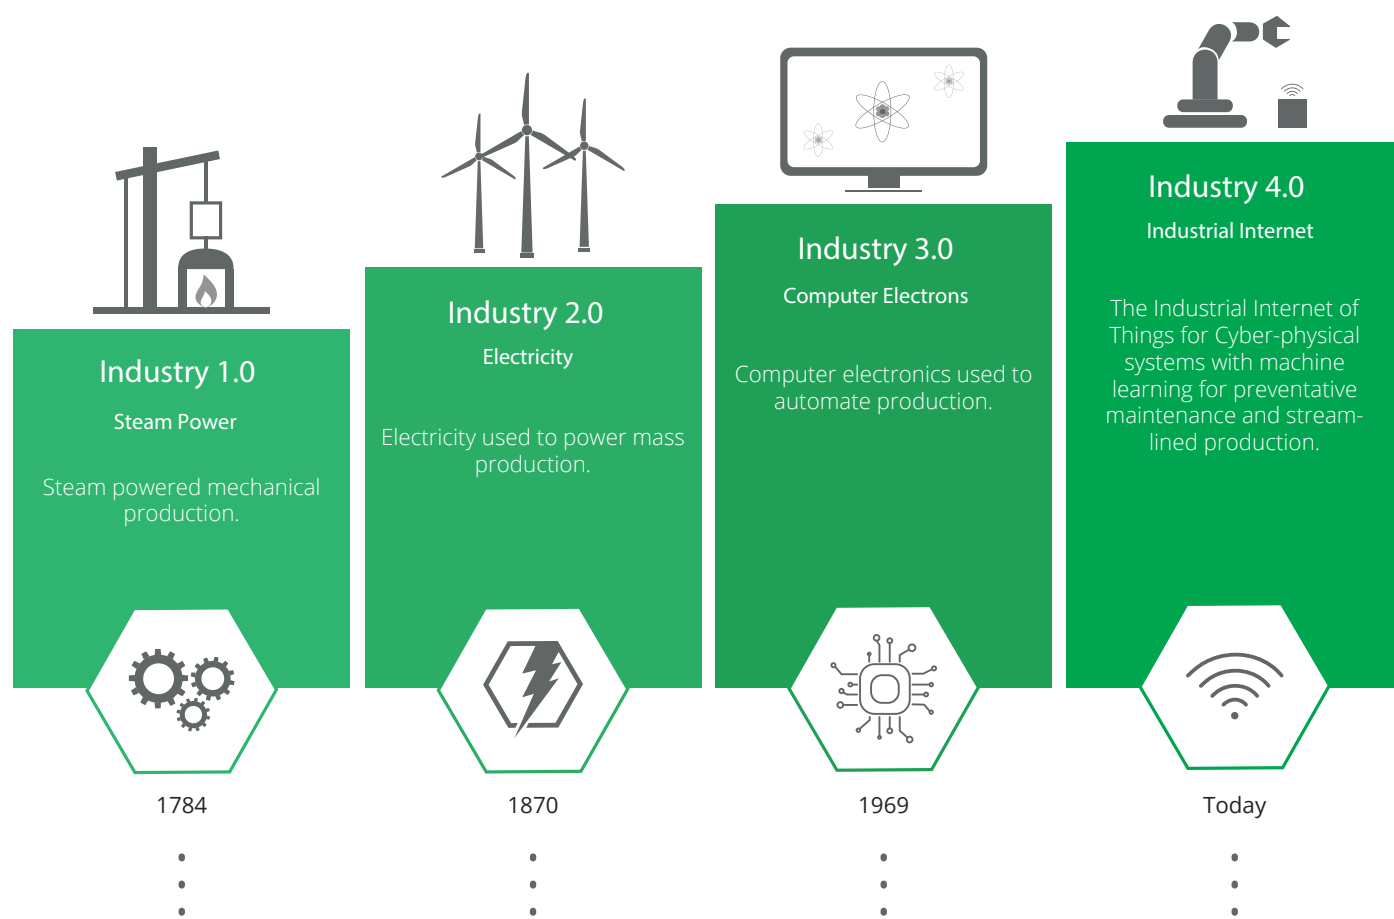 Industry 1.0
Steam Power
Steam powered mechanical
production.
1784
Industry 2.0
Electricity
Electricity used to power mass
production.
1870
Industry 3.0
Computer Electrons
Computer electronics used to
automate production.
1969
Industry 4.0
Industrial Internet
The Industrial Internet of
Things for Cyber-physical
systems with machine
learning for preventative
maintenance and stream-
lined production.
Today